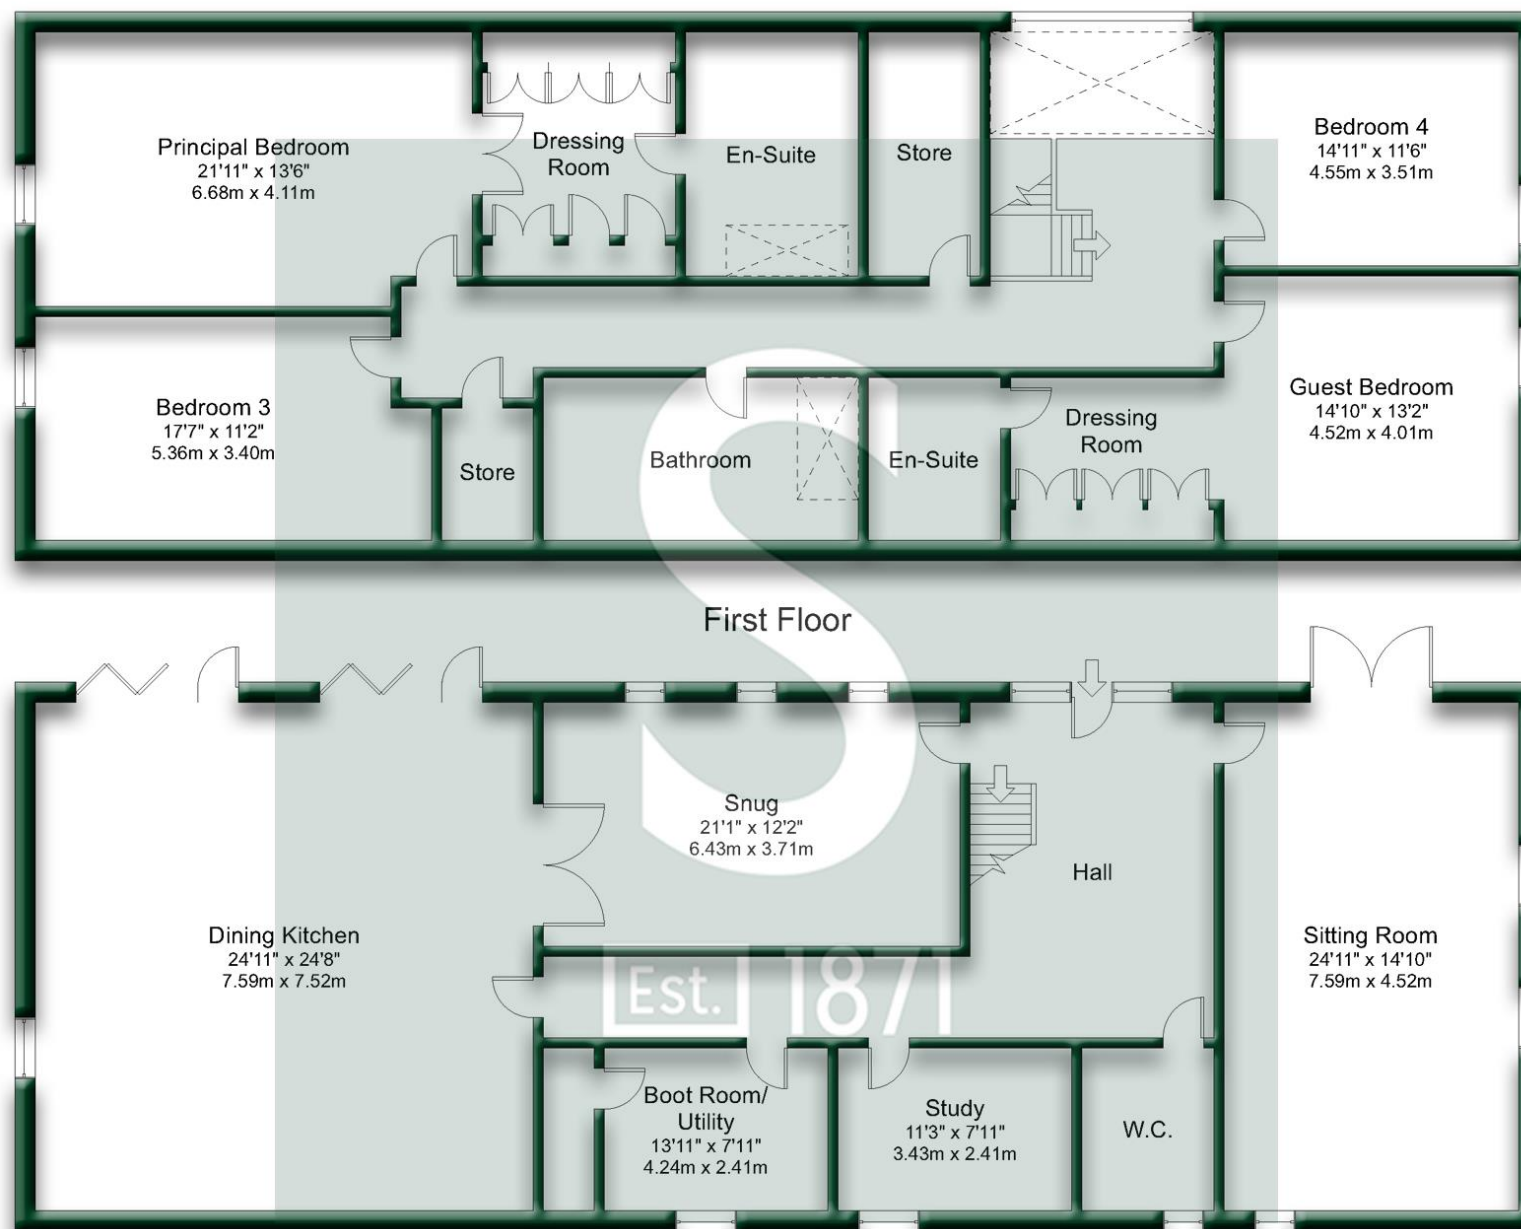 Principal Bedroom
21'11" x 13'6"
6.68m x 4.11m
Dressing
Room
En-Suite
Store
Bedroom 4
14'11" x 11'6"
4.55m x 3.51m
Bedroom 3
17'7" x 11'2"
5.36m x 3.40m
Store
Bathroom
En-Suite
Dressing
Room
Guest Bedroom
14'10" x 13'2"
4.52m x 4.01m
S
First Floor
Dining Kitchen
24'11" x 24'8"
7.59m x 7.52m
Snug
21'1" x 12'2"
6.43m x 3.71m
Hall
Sitting Room
24'11" x 14'10"
7.59m x 4.52m
Est. 1871
Boot Room/
Utility
13'11" x 7'11"
4.24m x 2.41m
Study
11'3" x 7'11"
3.43m x 2.41m
W.C.